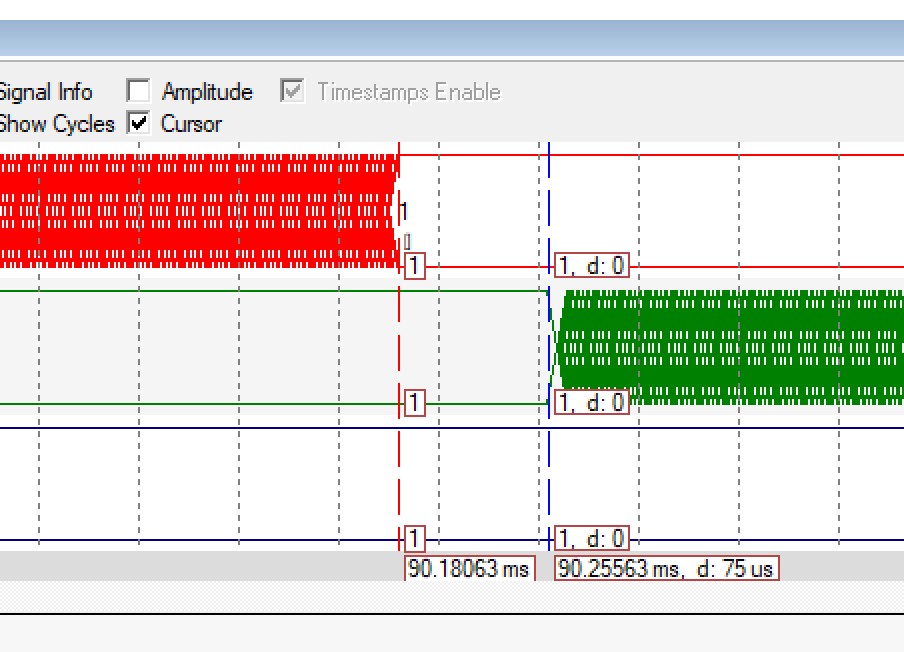 Signal Info Amplitude Timestamps Enable
Show Cycles Cursor
1
0
1 1, d: 0
1 1, d: 0
1 1, d: 0
90.18063 ms 90.25563 ms, d: 75 us